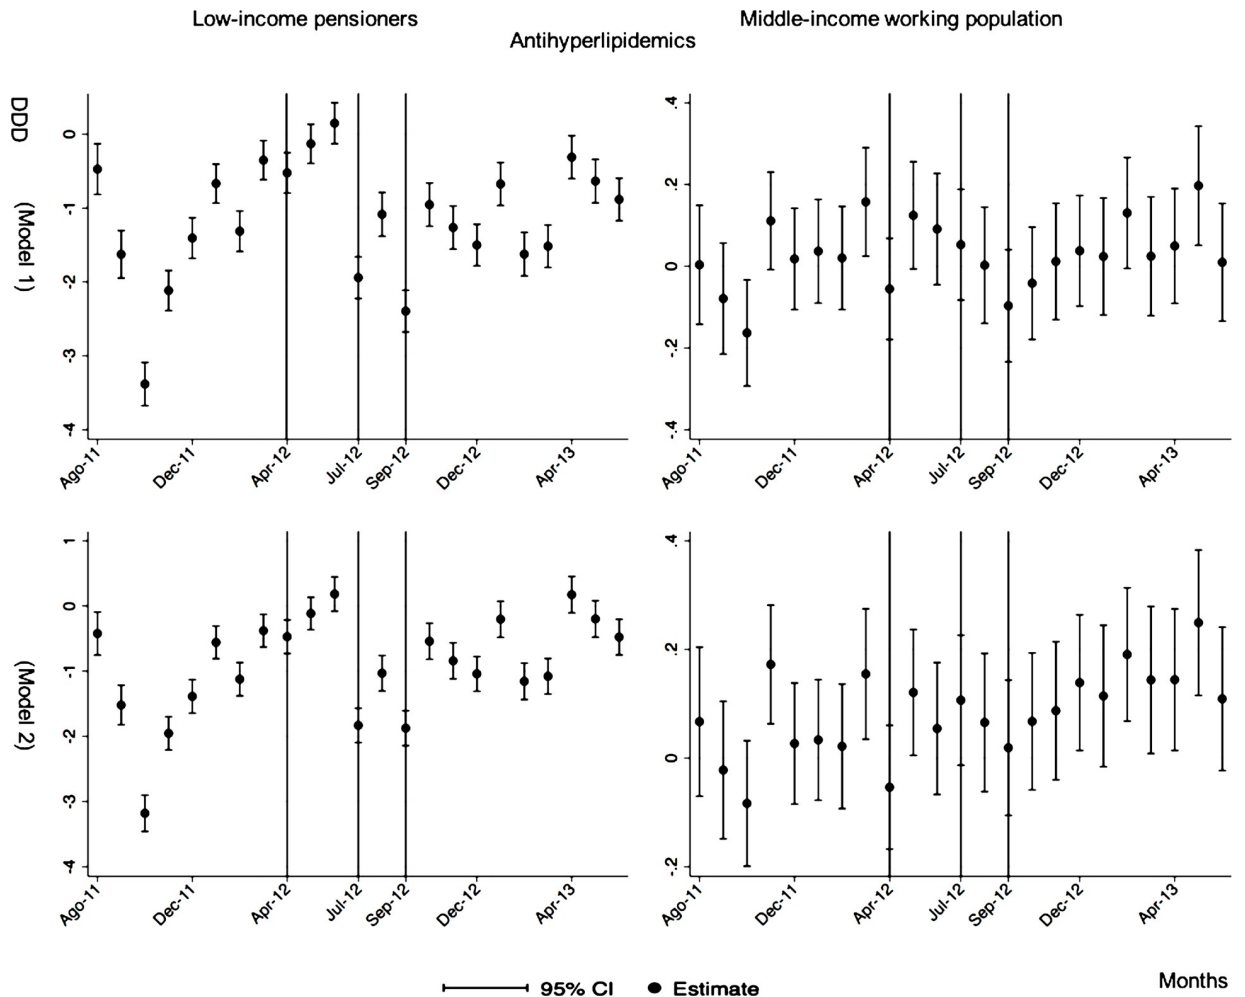 Low-income pensioners
Middle-income working population
Antihyperlipidemics
DDD (Model 1)
0
-1
-2
-3
-4
Ago-11 Dec-11 Apr-12 Jul-12 Sep-12 Dec-12 Apr-13
.4
.2
0
-.2
-.4
Ago-11 Dec-11 Apr-12 Jul-12 Sep-12 Dec-12 Apr-13
(Model 2)
1
0
-1
-2
-3
-4
Ago-11 Dec-11 Apr-12 Jul-12 Sep-12 Dec-12 Apr-13
.4
.2
0
-.2
Ago-11 Dec-11 Apr-12 Jul-12 Sep-12 Dec-12 Apr-13
Months
95% CI Estimate